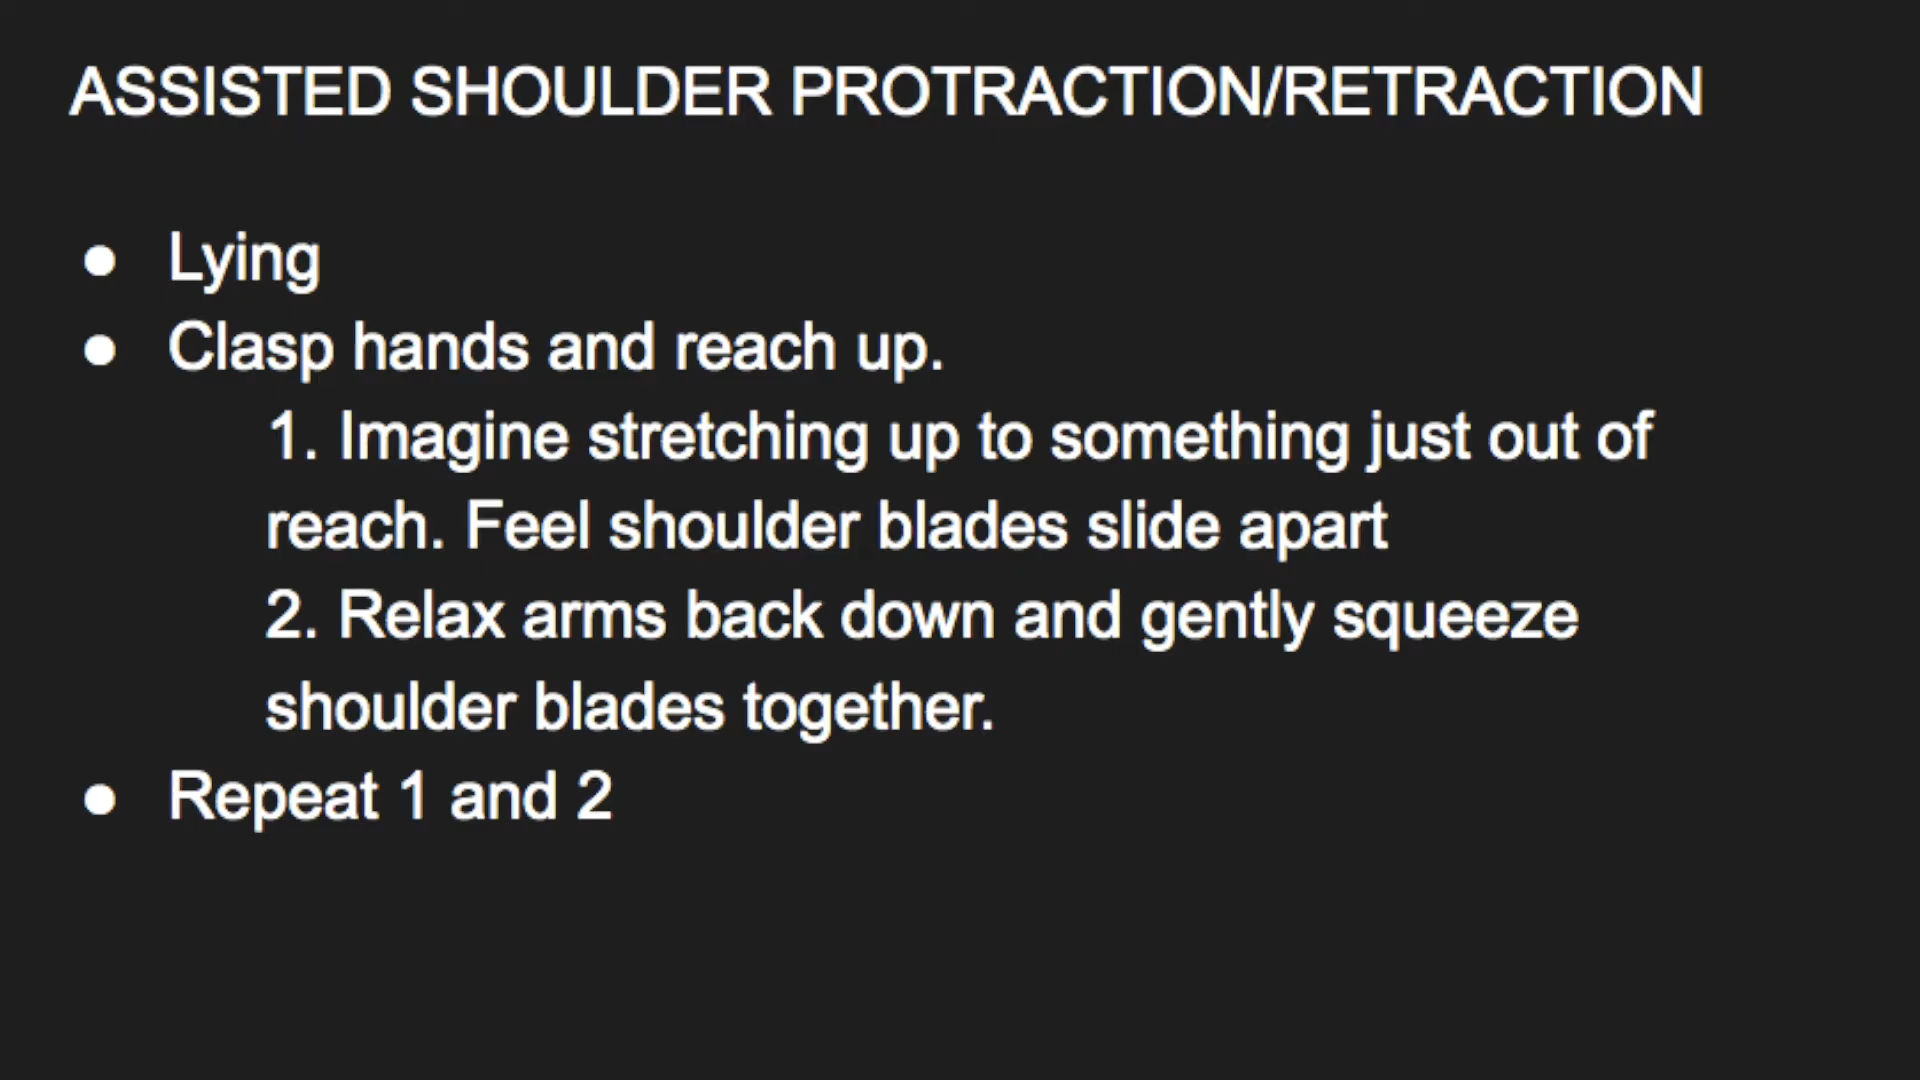 ASSISTED SHOULDER PROTRACTION/RETRACTION
● Lying
● Clasp hands and reach up.
1. Imagine stretching up to something just out of
reach. Feel shoulder blades slide apart
2. Relax arms back down and gently squeeze
shoulder blades together.
● Repeat 1 and 2